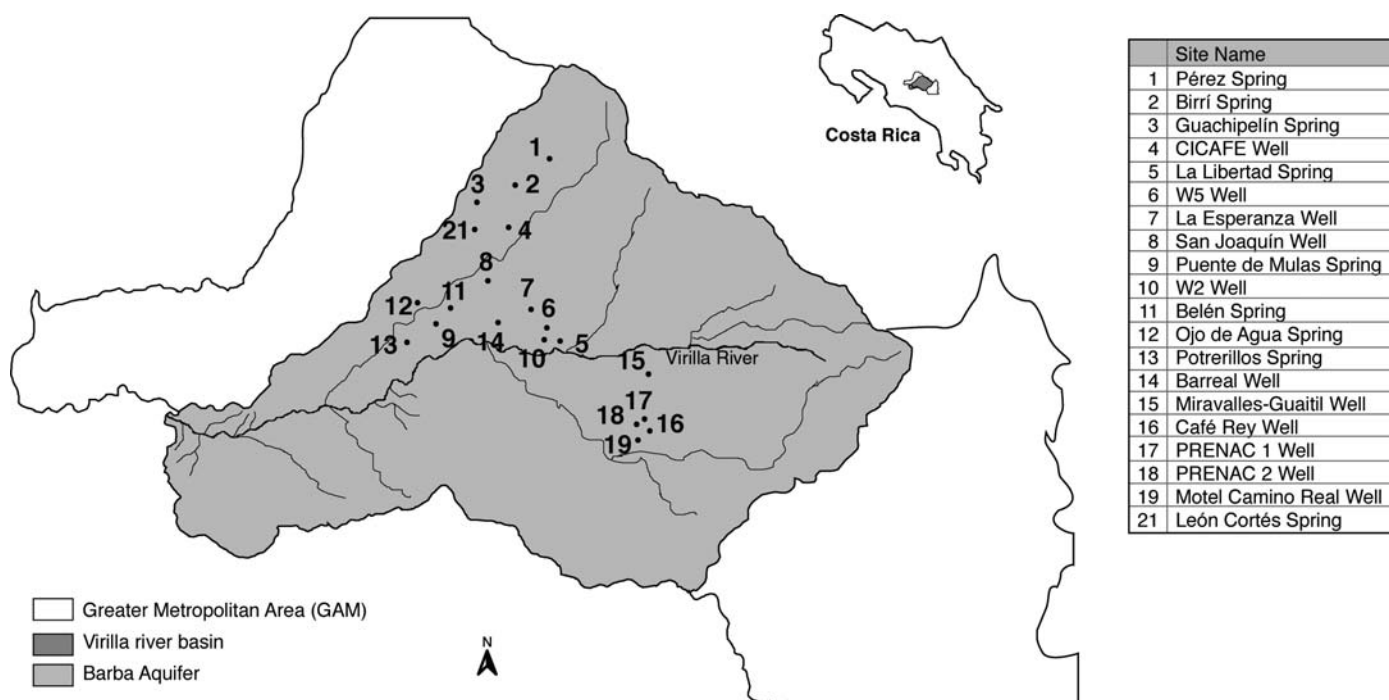 Costa Rica
1
3
2
21
4
8
7
12
11
6
13
9
14
10
5
15
Virilla River
17
18
16
19
Greater Metropolitan Area (GAM)
Virilla river basin
Barba Aquifer
N
Site Name
1 Pérez Spring
2 Birrí Spring
3 Guachipelín Spring
4 CICAFE Well
5 La Libertad Spring
6 W5 Well
7 La Esperanza Well
8 San Joaquín Well
9 Puente de Mulas Spring
10 W2 Well
11 Belén Spring
12 Ojo de Agua Spring
13 Potrerillos Spring
14 Barreal Well
15 Miravalles-Guaitil Well
16 Café Rey Well
17 PRENAC 1 Well
18 PRENAC 2 Well
19 Motel Camino Real Well
21 León Cortés Spring